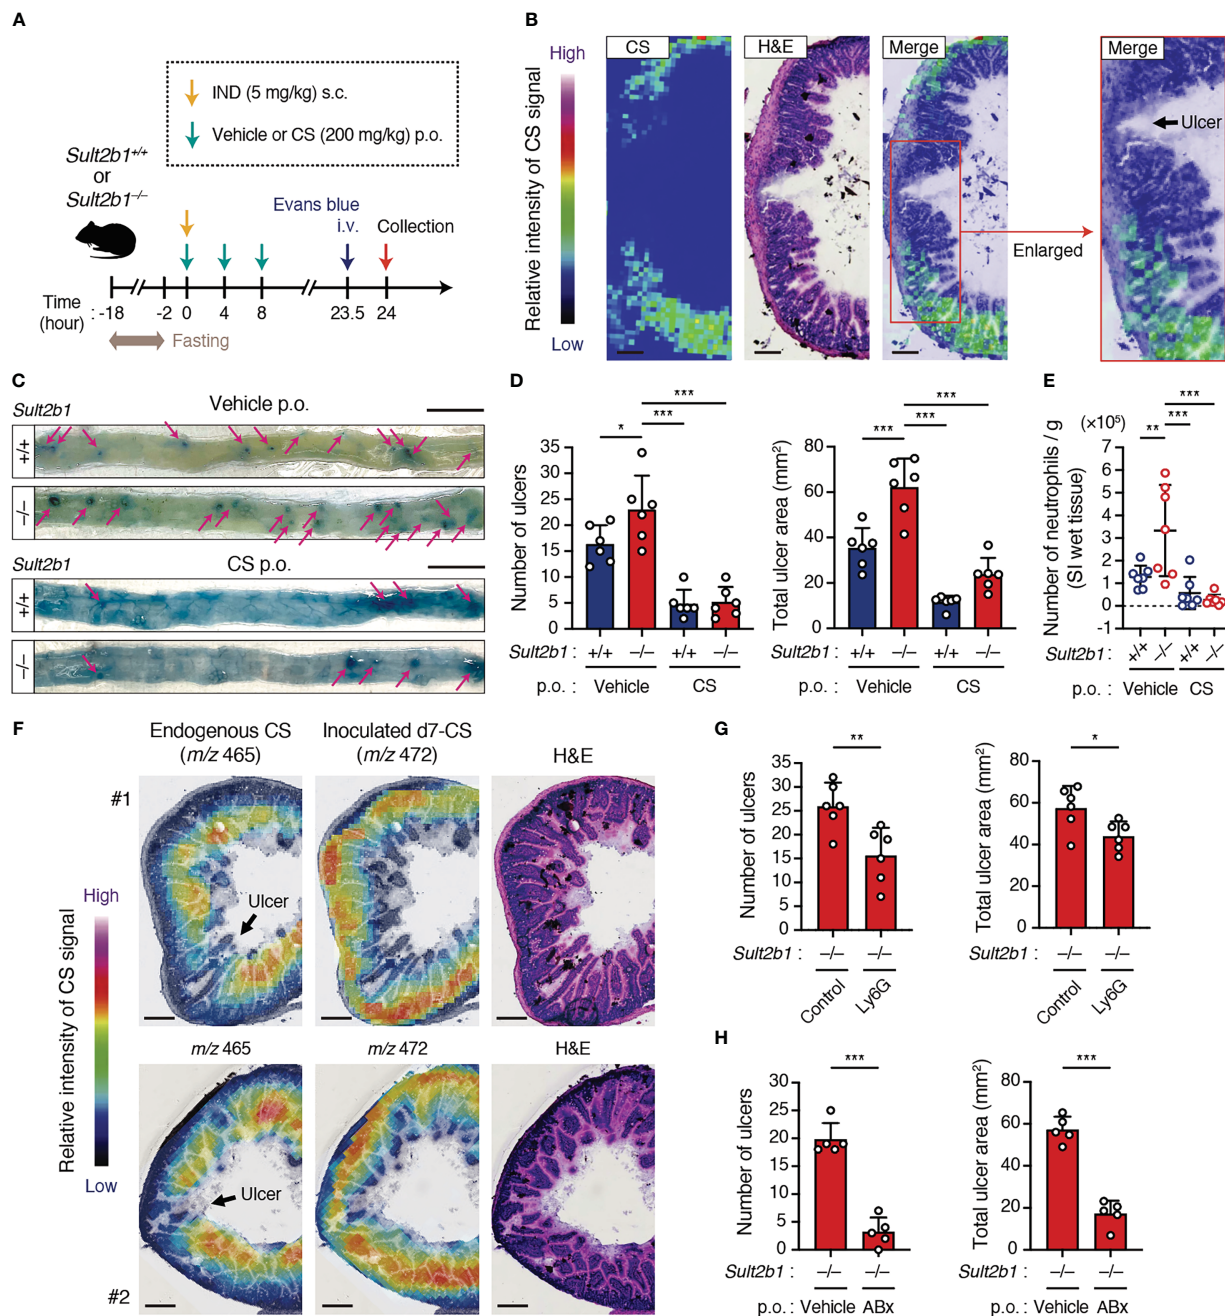 A
IND (5 mg/kg) s.c.
Vehicle or CS (200 mg/kg) p.o.
Sult2b1+/+
or
Sult2b1–/–
Evans blue
i.v.
Collection
Time
(hour)
: -18 -2 0 4 8 23.5 24
Fasting
B
High
Relative intensity of CS signal
Low
CS
H&E
Merge
Enlarged
Merge
Ulcer
C
Sult2b1
Vehicle p.o.
+/+
–/–
Sult2b1
CS p.o.
+/+
–/–
D
Number of ulcers
35
30
25
20
15
10
5
0
*
***
***
Sult2b1 : +/+ –/– +/+ –/–
p.o. : Vehicle CS
Total ulcer area (mm²)
80
60
40
20
0
***
***
***
+/+ –/– +/+ –/–
Sult2b1 :
p.o. : Vehicle CS
E
Number of neutrophils / g
(SI wet tissue)
(×10⁵)
7
6
5
4
3
2
1
0
-1
**
***
***
Sult2b1 : +/+ -/- +/+ -/-
p.o. : Vehicle CS
F
Endogenous CS
(m/z 465)
Inoculated d7-CS
(m/z 472)
H&E
#1
Ulcer
High
Relative intensity of CS signal
Low
m/z 465
m/z 472
H&E
Ulcer
#2
G
Number of ulcers
35
30
25
20
15
10
5
0
**
Sult2b1 : –/– –/–
Control Ly6G
Total ulcer area (mm²)
80
60
40
20
0
*
Sult2b1 : –/– –/–
Control Ly6G
H
Number of ulcers
30
20
10
5
0
***
Sult2b1 : –/– –/–
p.o. : Vehicle ABx
Total ulcer area (mm²)
80
60
40
20
0
***
Sult2b1 : –/– –/–
p.o. : Vehicle ABx